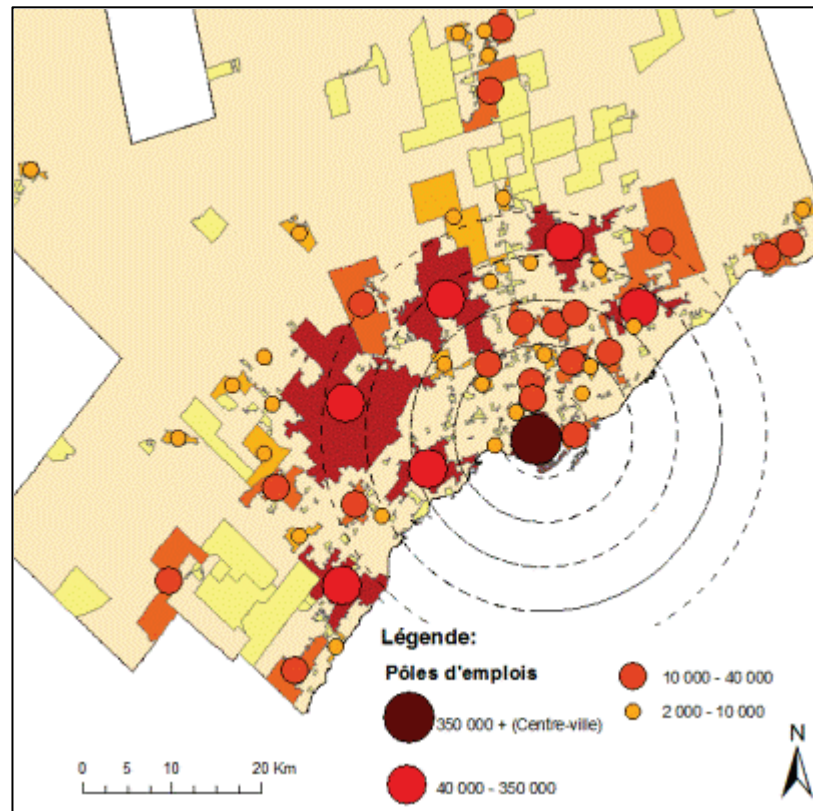 Légende:
Pôles d'emplois
350 000 + (Centre-ville)
40 000 - 350 000
10 000 - 40 000
2 000 - 10 000
0 5 10 20 Km
N